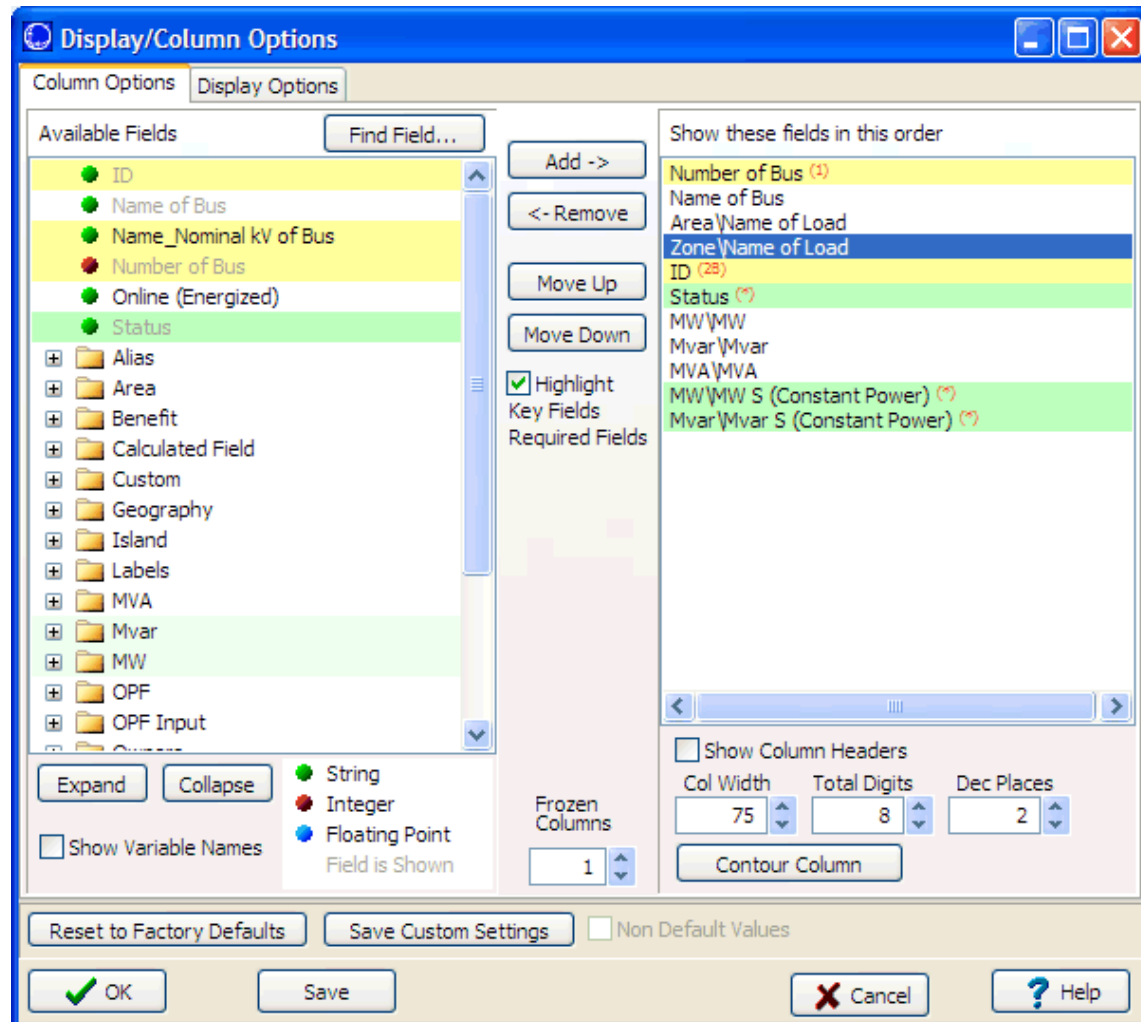 Display/Column Options
Column Options
Display Options
Available Fields
Find Field...
ID
Name of Bus
Name_Nominal kV of Bus
Number of Bus
Online (Energized)
Status
Alias
Area
Benefit
Calculated Field
Custom
Geography
Island
Labels
MVA
Mvar
MW
OPF
OPF Input
Expand
Collapse
Show Variable Names
String
Integer
Floating Point
Field is Shown
Add ->
<- Remove
Move Up
Move Down
Highlight
Key Fields
Required Fields
Frozen
Columns
1
Show these fields in this order
Number of Bus (1)
Name of Bus
Area\Name of Load
Zone\Name of Load
ID (2B)
Status (*)
MW\MW
Mvar\Mvar
MVA\MVA
MW\MW S (Constant Power) (*)
Mvar\Mvar S (Constant Power) (*)
Show Column Headers
Col Width
Total Digits
Dec Places
75
8
2
Contour Column
Reset to Factory Defaults
Save Custom Settings
Non Default Values
OK
Save
Cancel
? Help